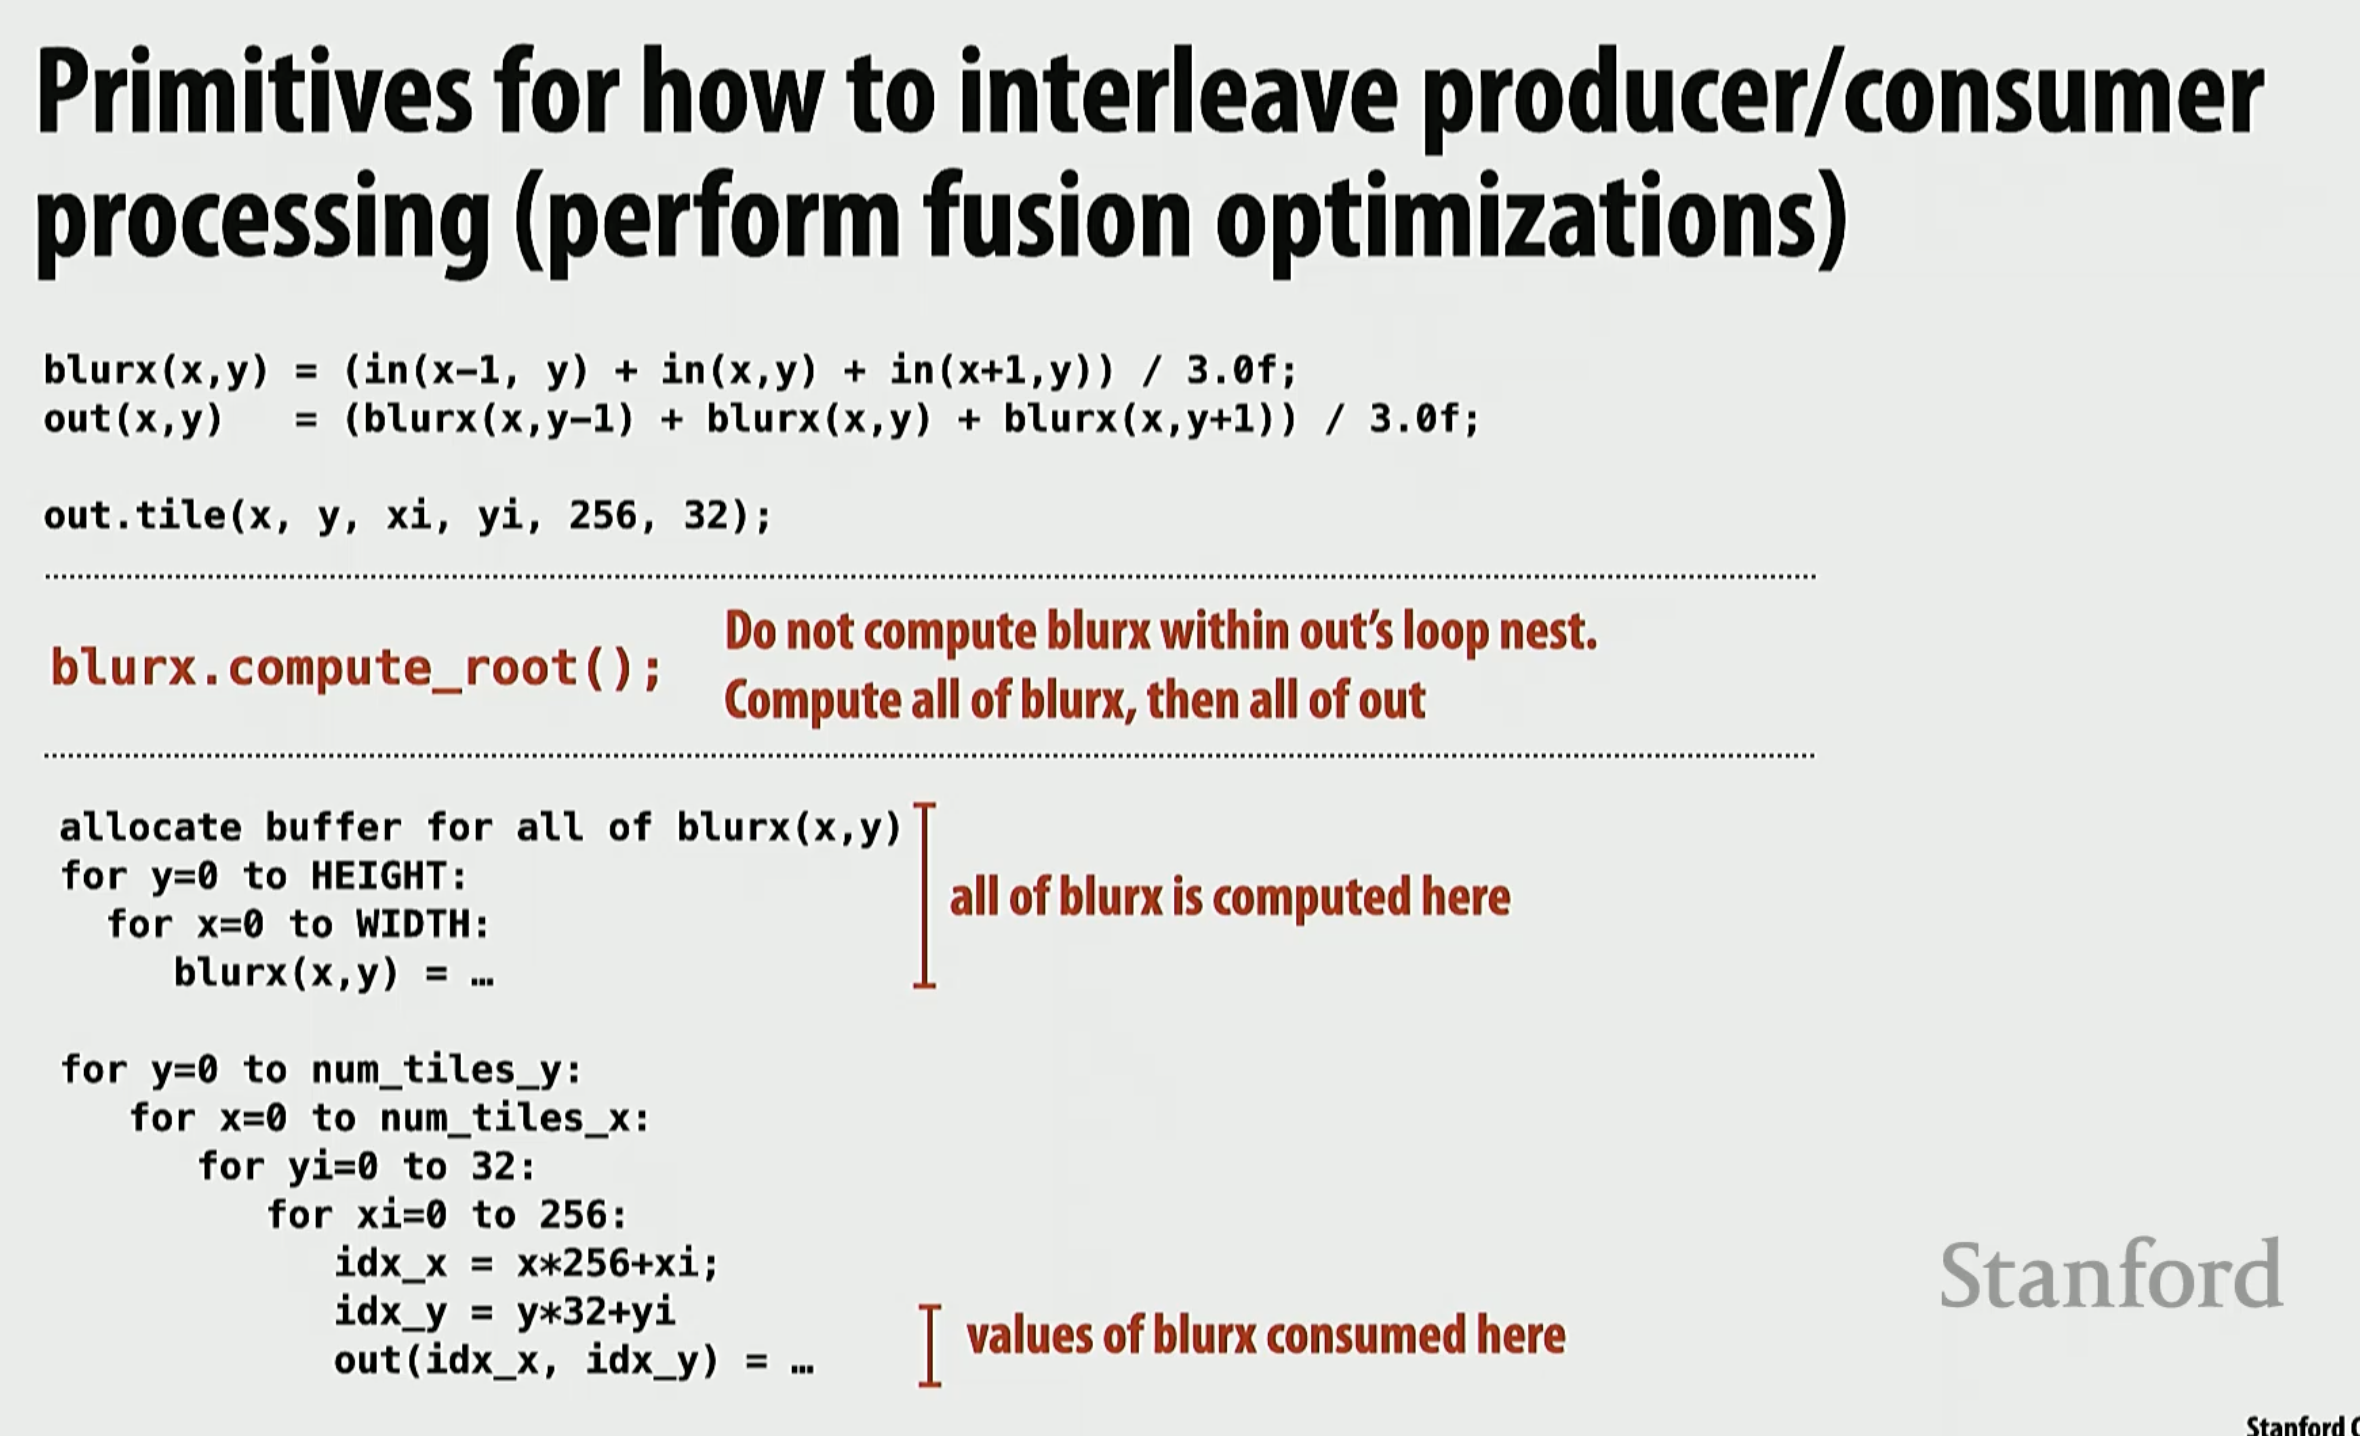 Primitives for how to interleave producer/consumer
processing (perform fusion optimizations)
blurx(x,y) = (in(x-1, y) + in(x,y) + in(x+1,y)) / 3.0f;
out(x,y)   = (blurx(x,y-1) + blurx(x,y) + blurx(x,y+1)) / 3.0f;
out.tile(x, y, xi, yi, 256, 32);
blurx.compute_root();
Do not compute blurx within out's loop nest.
Compute all of blurx, then all of out
allocate buffer for all of blurx(x,y)
for y=0 to HEIGHT:
  for x=0 to WIDTH:
     blurx(x,y) = …
all of blurx is computed here
for y=0 to num_tiles_y:
   for x=0 to num_tiles_x:
      for yi=0 to 32:
         for xi=0 to 256:
            idx_x = x*256+xi;
            idx_y = y*32+yi
            out(idx_x, idx_y) = …
values of blurx consumed here
Stanford
Stanford